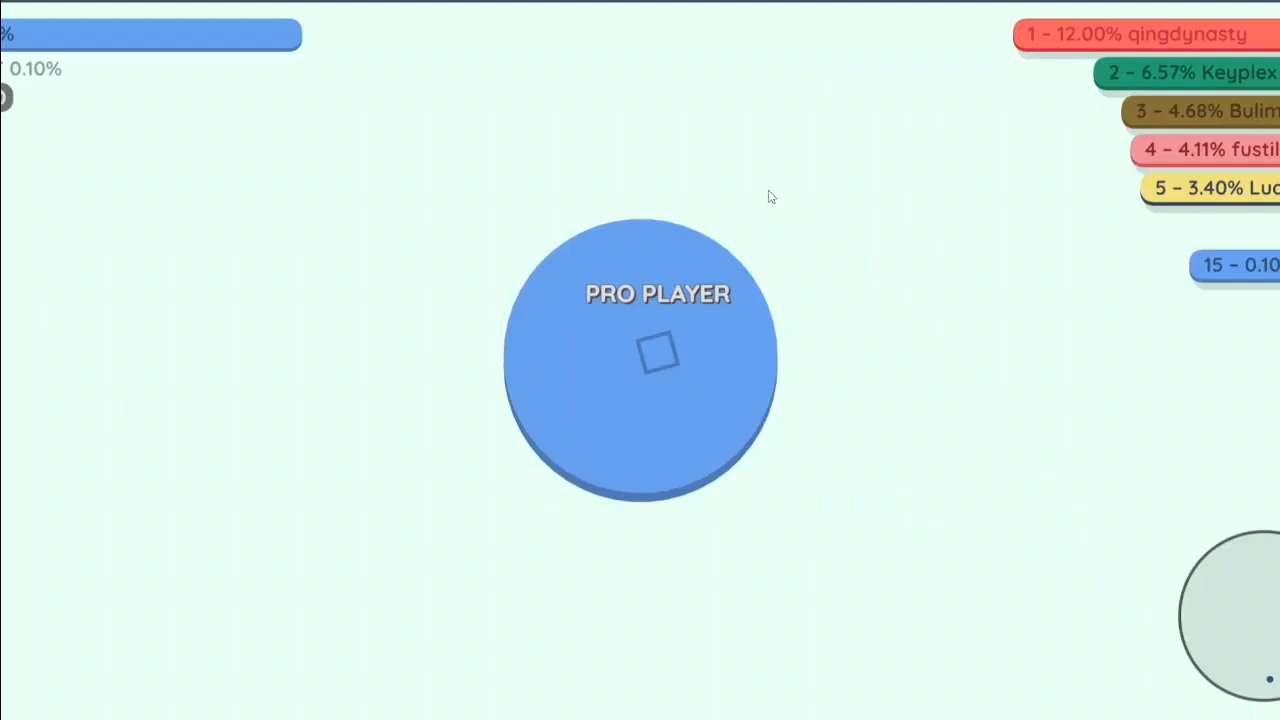 %
0.10%
1 - 12.00% qingdynasty
2 - 6.57% Keyplex
3 - 4.68% Bulim
4 - 4.11% fustil
5 - 3.40% Luc
15 - 0.10
PRO PLAYER